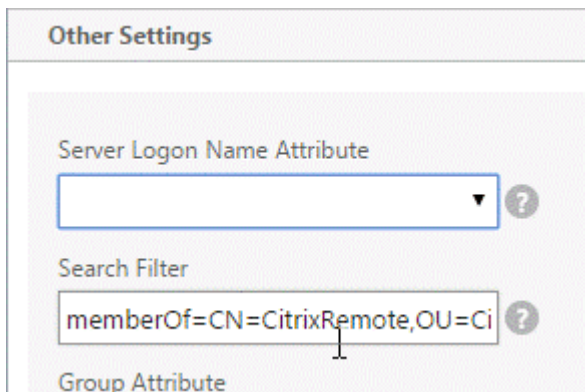 Other Settings
Server Logon Name Attribute
Search Filter
memberOf=CN=CitrixRemote,OU=Ci
Group Attribute